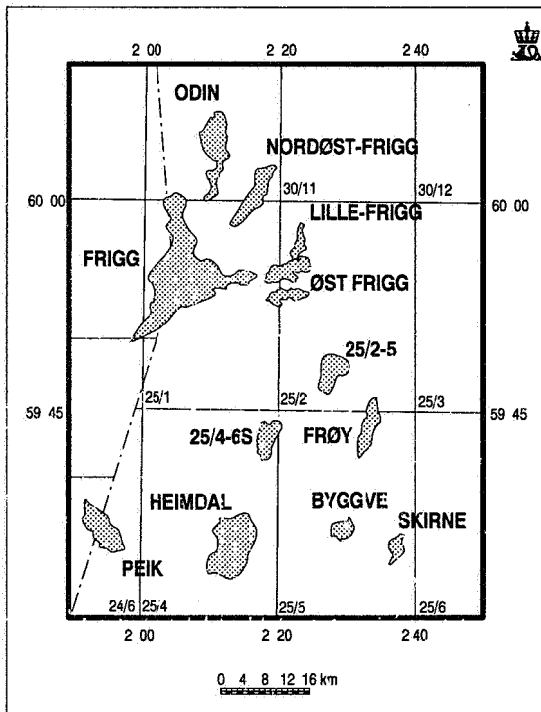 2 00 2 20 2 40
ODIN
NORDØST-FRIGG
60 00 30/11 30/12 60 00
LILLE-FRIGG
FRIGG
ØST FRIGG
25/2-5
25/1 25/2 25/3
59 45 59 45
25/4-6S FRØY
HEIMDAL BYGGVE
SKIRNE
PEIK
24/6 25/4 25/5 25/6
2 00 2 20 2 40
0 4 8 12 16 km